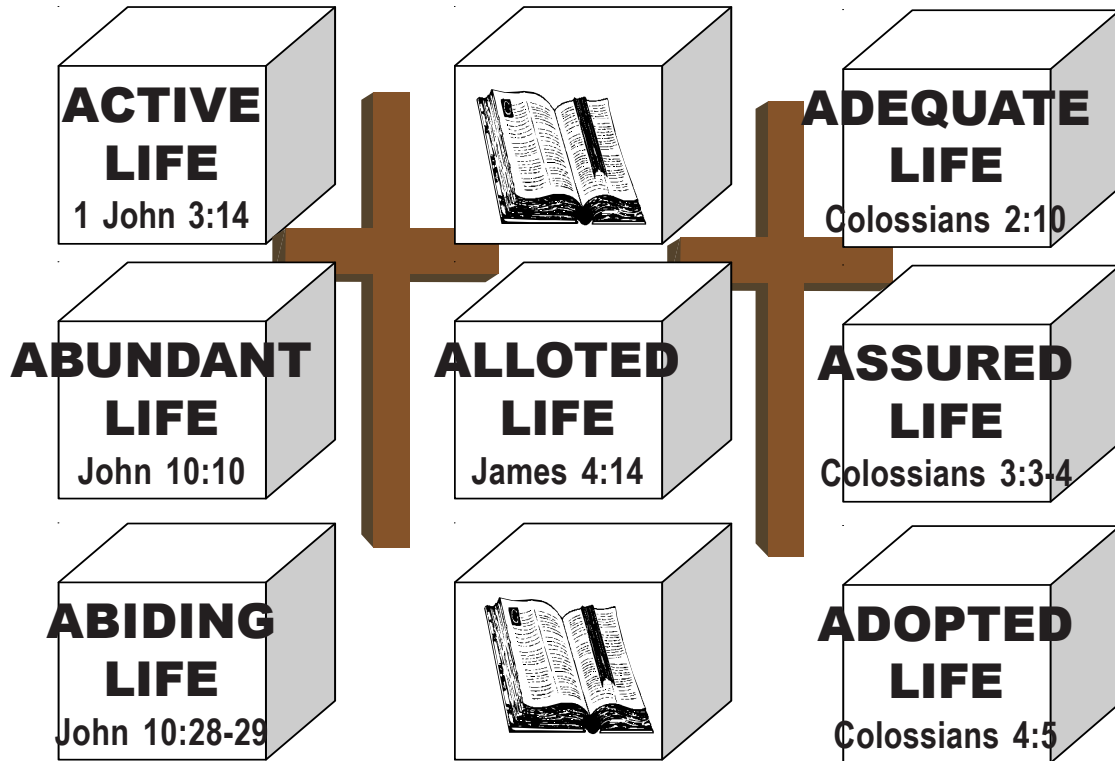 ACTIVE
LIFE
1 John 3:14
ADEQUATE
LIFE
Colossians 2:10
ABUNDANT
LIFE
John 10:10
ALLOTED
LIFE
James 4:14
ASSURED
LIFE
Colossians 3:3-4
ABIDING
LIFE
John 10:28-29
ADOPTED
LIFE
Colossians 4:5